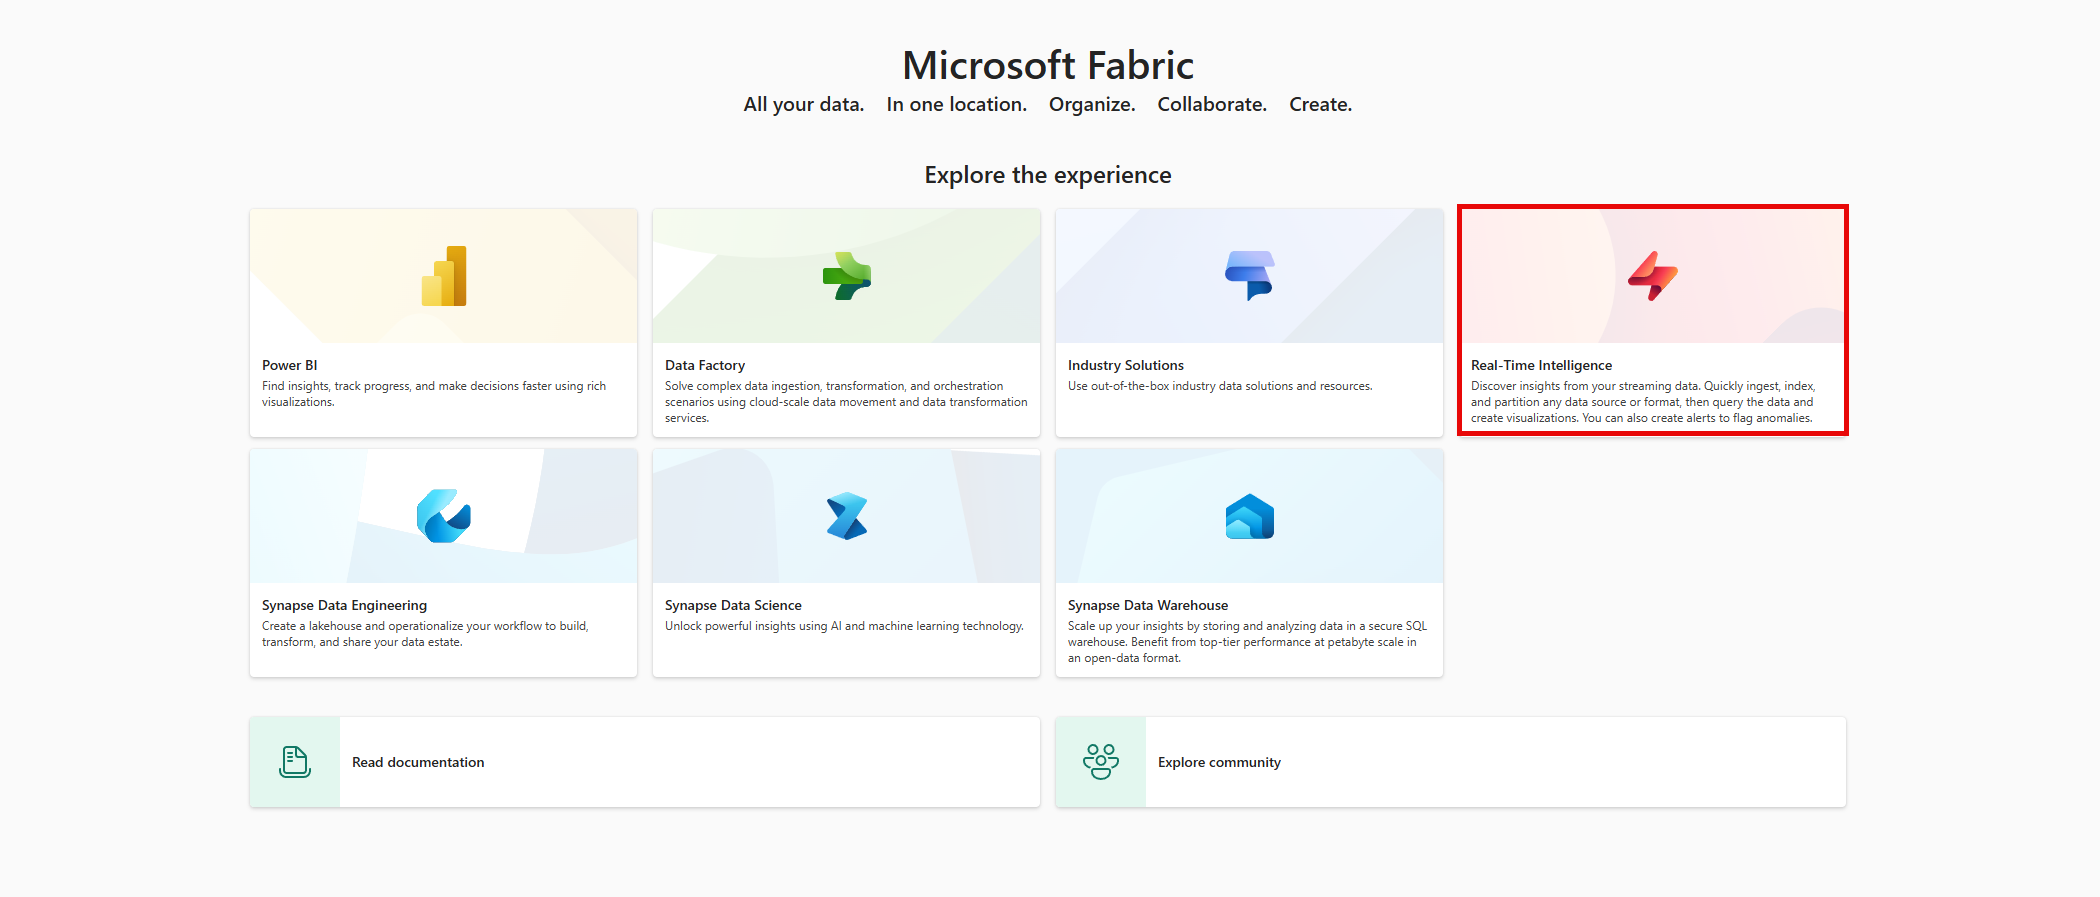 Microsoft Fabric
All your data. In one location. Organize. Collaborate. Create.
Explore the experience
Power BI
Find insights, track progress, and make decisions faster using rich
visualizations.
Data Factory
Solve complex data ingestion, transformation, and orchestration
scenarios using cloud-scale data movement and data transformation
services.
Industry Solutions
Use out-of-the-box industry data solutions and resources.
Real-Time Intelligence
Discover insights from your streaming data. Quickly ingest, index,
and partition any data source or format, then query the data and
create visualizations. You can also create alerts to flag anomalies.
Synapse Data Engineering
Create a lakehouse and operationalize your workflow to build,
transform, and share your data estate.
Synapse Data Science
Unlock powerful insights using AI and machine learning technology.
Synapse Data Warehouse
Scale up your insights by storing and analyzing data in a secure SQL
warehouse. Benefit from top-tier performance at petabyte scale in
an open-data format.
Read documentation
Explore community